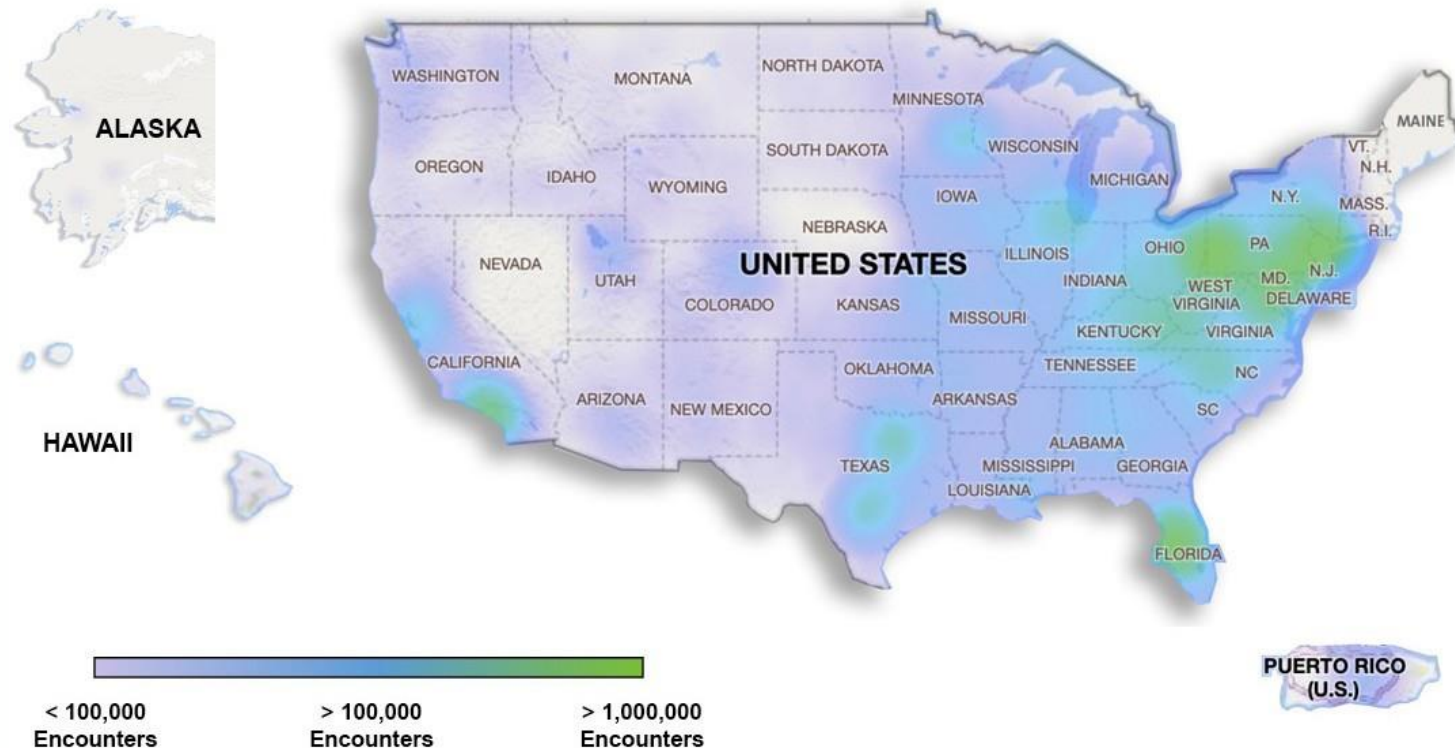 WASHINGTON
MONTANA
NORTH DAKOTA
MINNESOTA
MAINE
ALASKA
OREGON
IDAHO
WYOMING
SOUTH DAKOTA
WISCONSIN
MICHIGAN
VT.
N.H.
N.Y.
MASS.
R.I.
IOWA
NEBRASKA
NEVADA
UTAH
UNITED STATES
ILLINOIS
OHIO
PA
N.J.
INDIANA
MD.
WEST
VIRGINIA
DELAWARE
COLORADO
KANSAS
MISSOURI
KENTUCKY
VIRGINIA
CALIFORNIA
OKLAHOMA
TENNESSEE
NC
ARIZONA
NEW MEXICO
ARKANSAS
SC
HAWAII
ALABAMA
TEXAS
MISSISSIPPI
GEORGIA
LOUISIANA
FLORIDA
PUERTO RICO
(U.S.)
< 100,000
Encounters
> 100,000
Encounters
> 1,000,000
Encounters